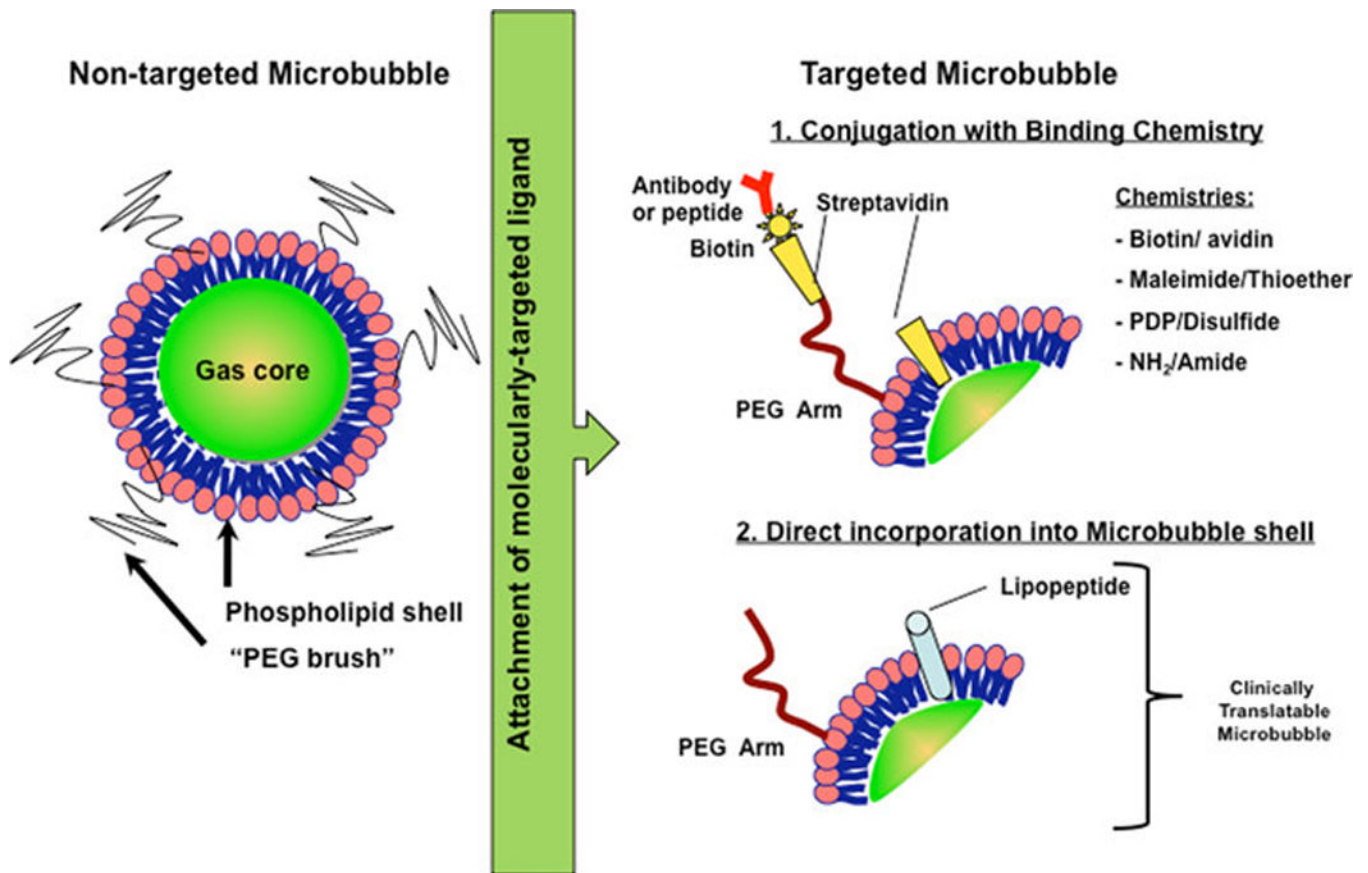 Non-targeted Microbubble
Gas core
Phospholipid shell
“PEG brush”
Attachment of molecularly-targeted ligand
Targeted Microbubble
1. Conjugation with Binding Chemistry
Antibody
or peptide
Biotin
Streptavidin
PEG Arm
Chemistries:
- Biotin/ avidin
- Maleimide/Thioether
- PDP/Disulfide
- NH₂/Amide
2. Direct incorporation into Microbubble shell
Lipopeptide
PEG Arm
Clinically
Translatable
Microbubble